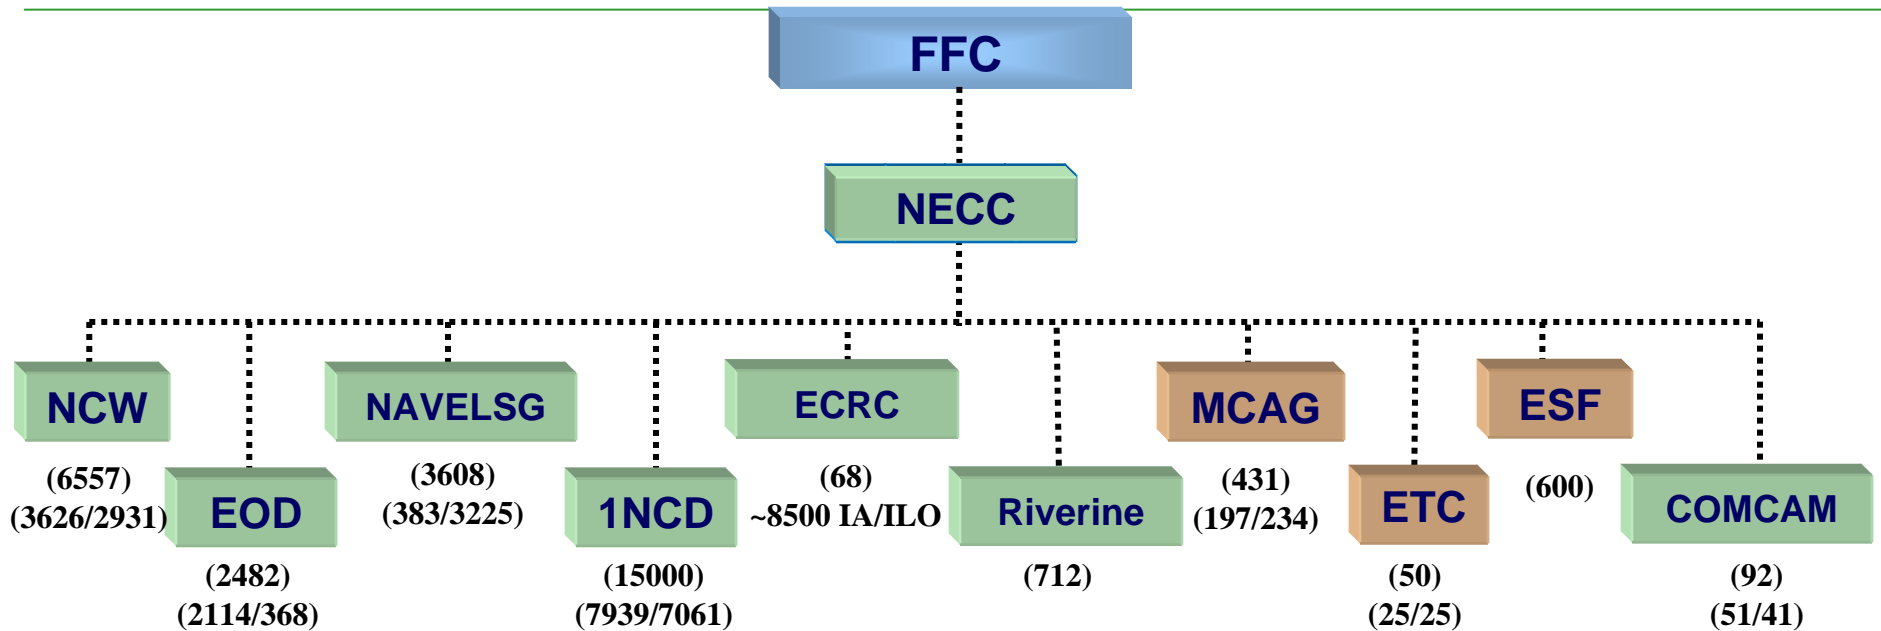 FFC
NECC
NCW
(6557)
(3626/2931)
EOD
(2482)
(2114/368)
NAVELSG
(3608)
(383/3225)
1NCD
(15000)
(7939/7061)
ECRC
(68)
~8500 IA/ILO
Riverine
(712)
MCAG
(431)
(197/234)
ETC
(50)
(25/25)
ESF
(600)
COMCAM
(92)
(51/41)